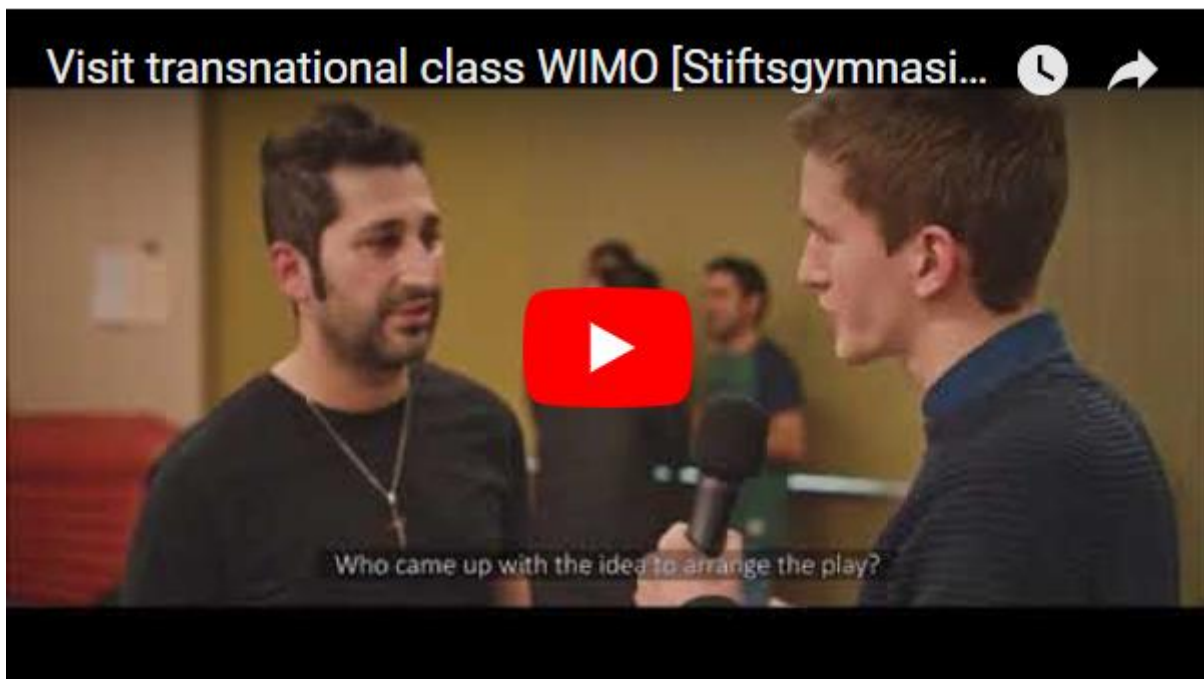 Visit transnational class WIMO [Stiftsgymnasi...
Who came up with the idea to arrange the play?